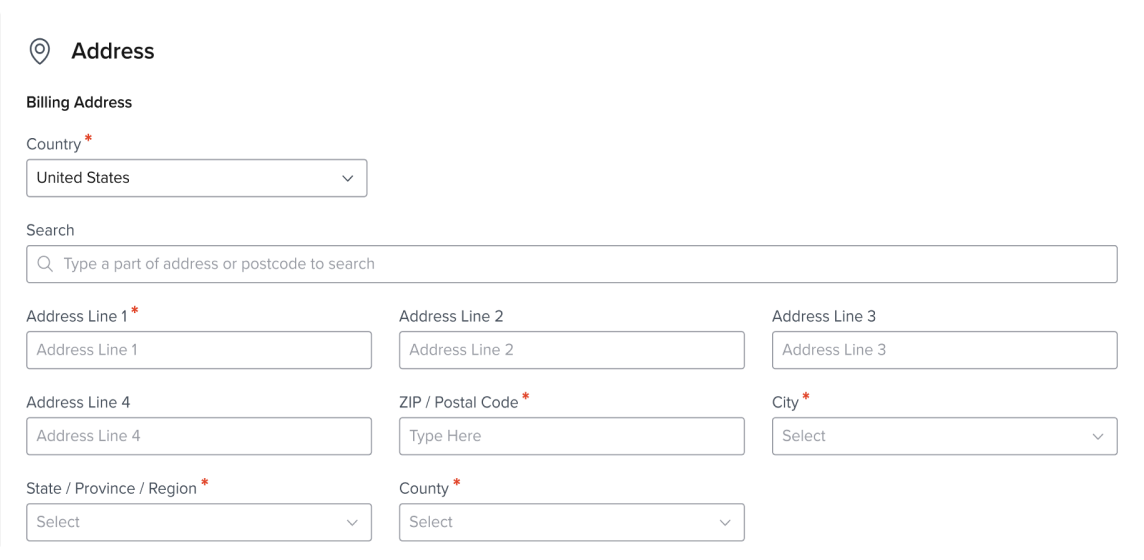 Address
Billing Address
Country *
United States
Search
Type a part of address or postcode to search
Address Line 1 * Address Line 2 Address Line 3
Address Line 1 Address Line 2 Address Line 3
Address Line 4 ZIP / Postal Code * City *
Address Line 4 Type Here Select
State / Province / Region * County *
Select Select